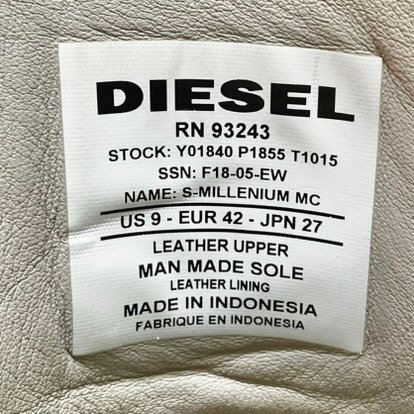 DIESEL
RN 93243
STOCK: Y01840 P1855 T1015
SSN: F18-05-EW
NAME: S-MILLENIUM MC
US 9 - EUR 42 - JPN 27
LEATHER UPPER
MAN MADE SOLE
LEATHER LINING
MADE IN INDONESIA
FABRIQUE EN INDONESIA